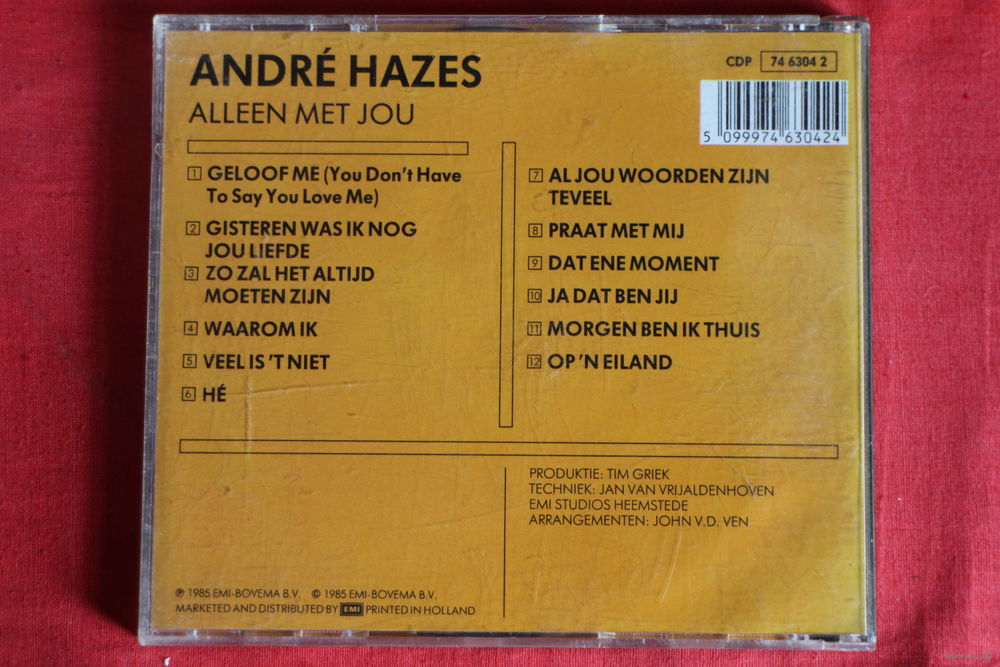 ANDRÉ HAZES
ALLEEN MET JOU
CDP 74 6304 2
5 099974 630424
1 GELOOF ME (You Don't Have
To Say You Love Me)
2 GISTEREN WAS IK NOG
JOU LIEFDE
3 ZO ZAL HET ALTIJD
MOETEN ZIJN
4 WAAROM IK
5 VEEL IS 'T NIET
6 HÉ
7 AL JOU WOORDEN ZIJN
TEVEEL
8 PRAAT MET MIJ
9 DAT ENE MOMENT
10 JA DAT BEN JIJ
11 MORGEN BEN IK THUIS
12 OP 'N EILAND
PRODUKTIE: TIM GRIEK
TECHNIEK: JAN VAN VRIJALDENHOVEN
EMI STUDIOS HEEMSTEDE
ARRANGEMENTEN: JOHN V.D. VEN
℗ 1985 EMI-BOVEMA B.V. © 1985 EMI-BOVEMA B.V.
MARKETED AND DISTRIBUTED BY EMI PRINTED IN HOLLAND